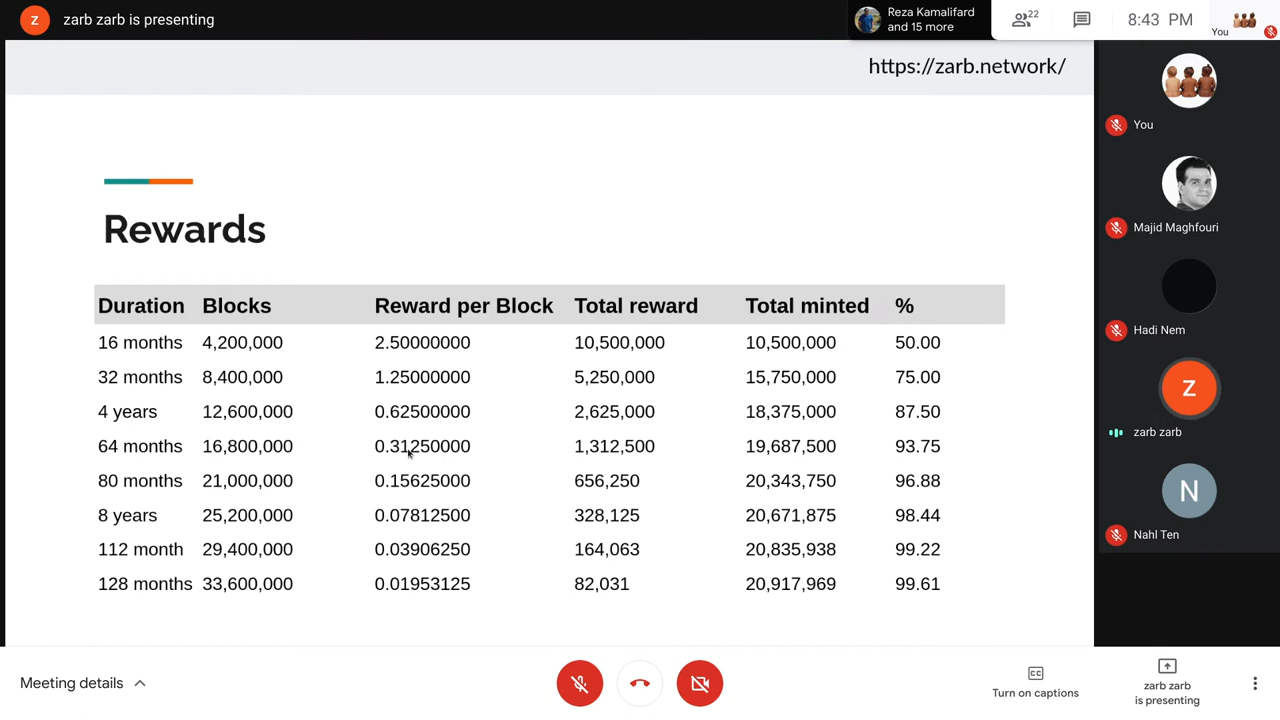 Z zarb zarb is presenting
Reza Kamalifard
and 15 more
22
8:43 PM
You
https://zarb.network/
Rewards
Duration Blocks Reward per Block Total reward Total minted %
16 months 4,200,000 2.50000000 10,500,000 10,500,000 50.00
32 months 8,400,000 1.25000000 5,250,000 15,750,000 75.00
4 years 12,600,000 0.62500000 2,625,000 18,375,000 87.50
64 months 16,800,000 0.31250000 1,312,500 19,687,500 93.75
80 months 21,000,000 0.15625000 656,250 20,343,750 96.88
8 years 25,200,000 0.07812500 328,125 20,671,875 98.44
112 month 29,400,000 0.03906250 164,063 20,835,938 99.22
128 months 33,600,000 0.01953125 82,031 20,917,969 99.61
You
Majid Maghfouri
Hadi Nem
Z
zarb zarb
N
Nahl Ten
Meeting details
CC
Turn on captions
zarb zarb
is presenting